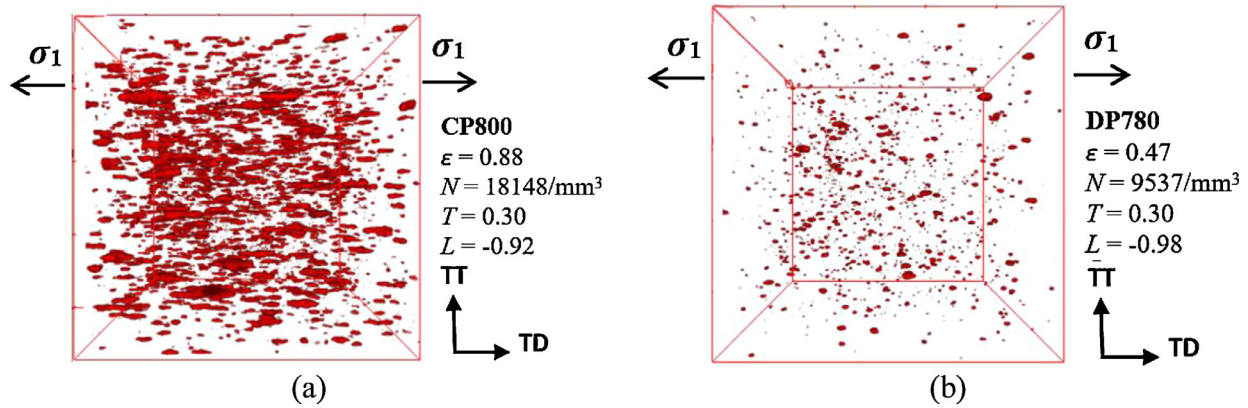 σ1
σ1
CP800
ε = 0.88
N = 18148/mm³
T = 0.30
L = -0.92
TT
TD
(a)
σ1
σ1
DP780
ε = 0.47
N = 9537/mm³
T = 0.30
L = -0.98
TT
TD
(b)